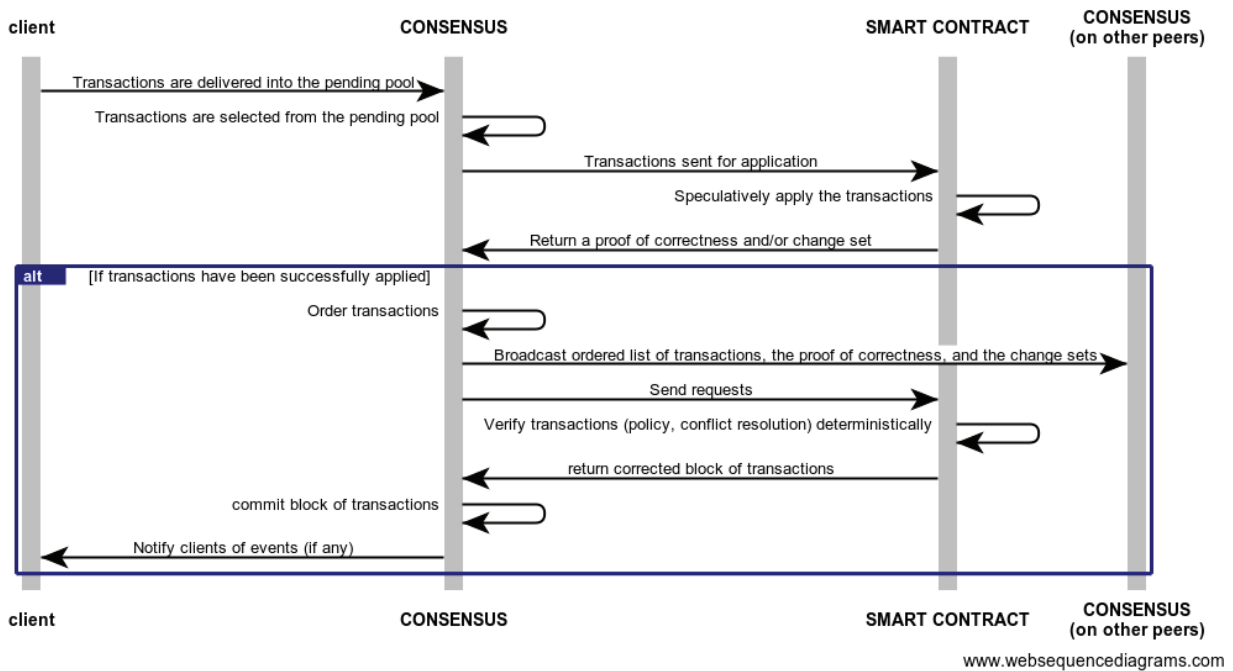 client
CONSENSUS
SMART CONTRACT
CONSENSUS
(on other peers)
Transactions are delivered into the pending pool
Transactions are selected from the pending pool
Transactions sent for application
Speculatively apply the transactions
Return a proof of correctness and/or change set
alt
[If transactions have been successfully applied]
Order transactions
Broadcast ordered list of transactions, the proof of correctness, and the change sets
Send requests
Verify transactions (policy, conflict resolution) deterministically
return corrected block of transactions
commit block of transactions
Notify clients of events (if any)
client
CONSENSUS
SMART CONTRACT
CONSENSUS
(on other peers)
www.websequencediagrams.com